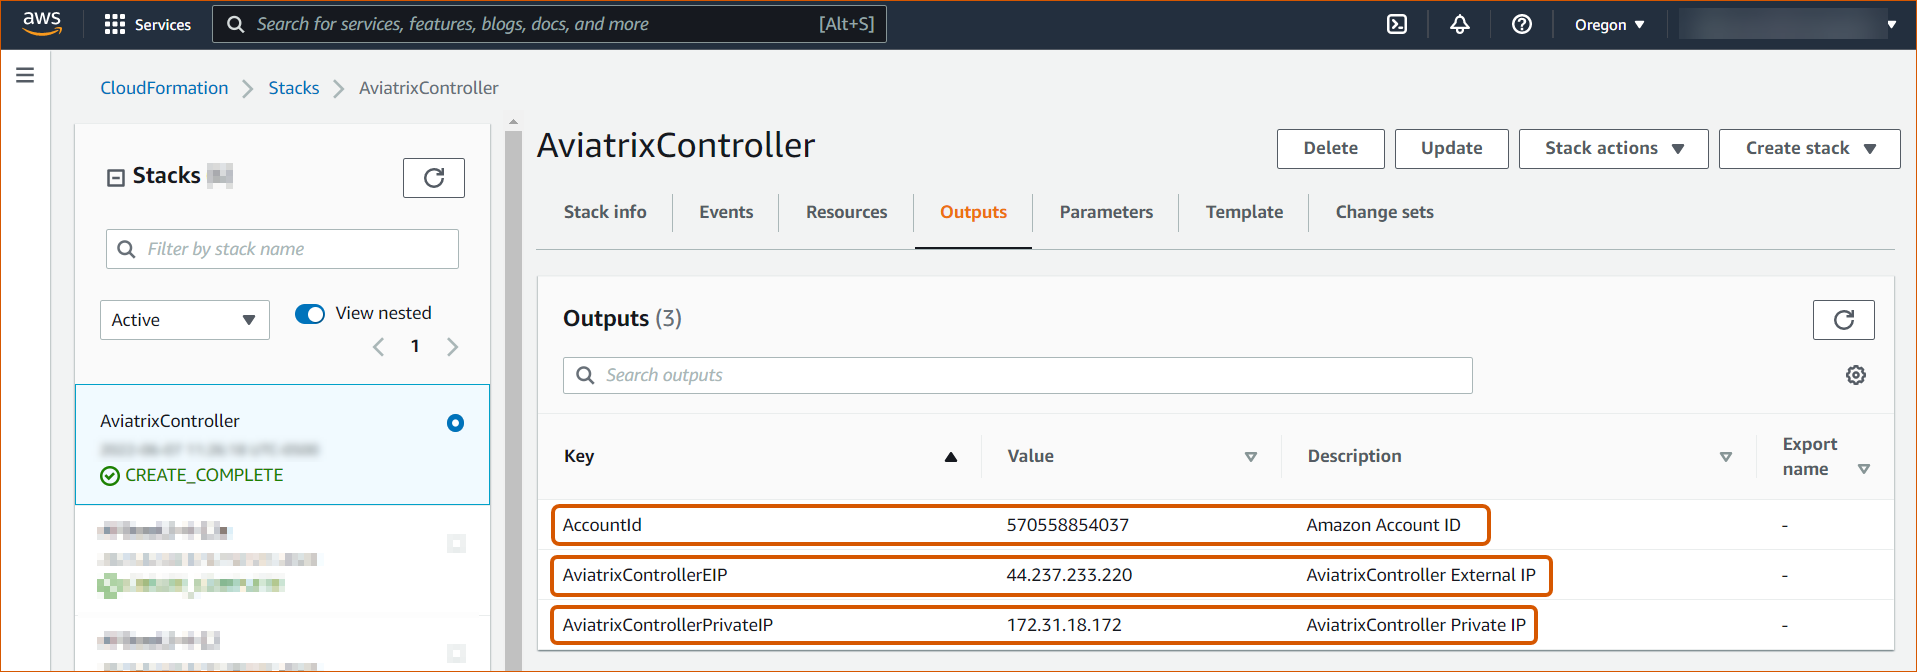 aws Services Search for services, features, blogs, docs, and more [Alt+S] Oregon
CloudFormation Stacks AviatrixController
Stacks
Filter by stack name
Active View nested
1
AviatrixController
CREATE_COMPLETE
AviatrixController
Delete Update Stack actions Create stack
Stack info Events Resources Outputs Parameters Template Change sets
Outputs (3)
Search outputs
Key Value Description Export name
AccountId 570558854037 Amazon Account ID -
AviatrixControllerEIP 44.237.233.220 AviatrixController External IP -
AviatrixControllerPrivateIP 172.31.18.172 AviatrixController Private IP -